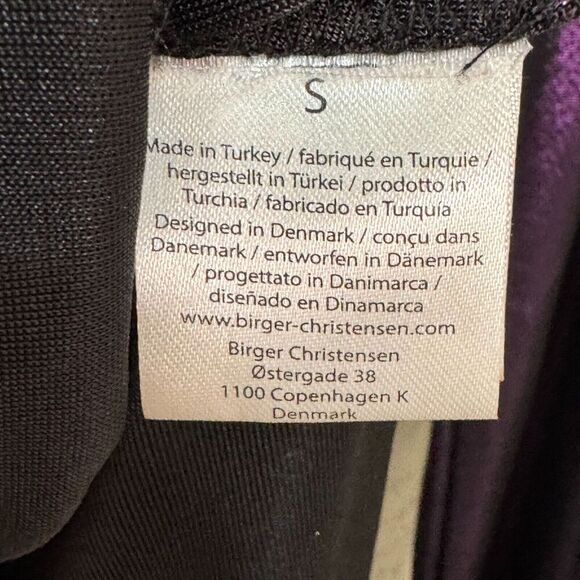 S
Made in Turkey / fabriqué en Turquie /
hergestellt in Türkei / prodotto in
Turchia / fabricado en Turquía
Designed in Denmark / conçu dans
Danemark / entworfen in Dänemark
/ progettato in Danimarca /
diseñado en Dinamarca
www.birger-christensen.com
Birger Christensen
Østergade 38
1100 Copenhagen K
Denmark